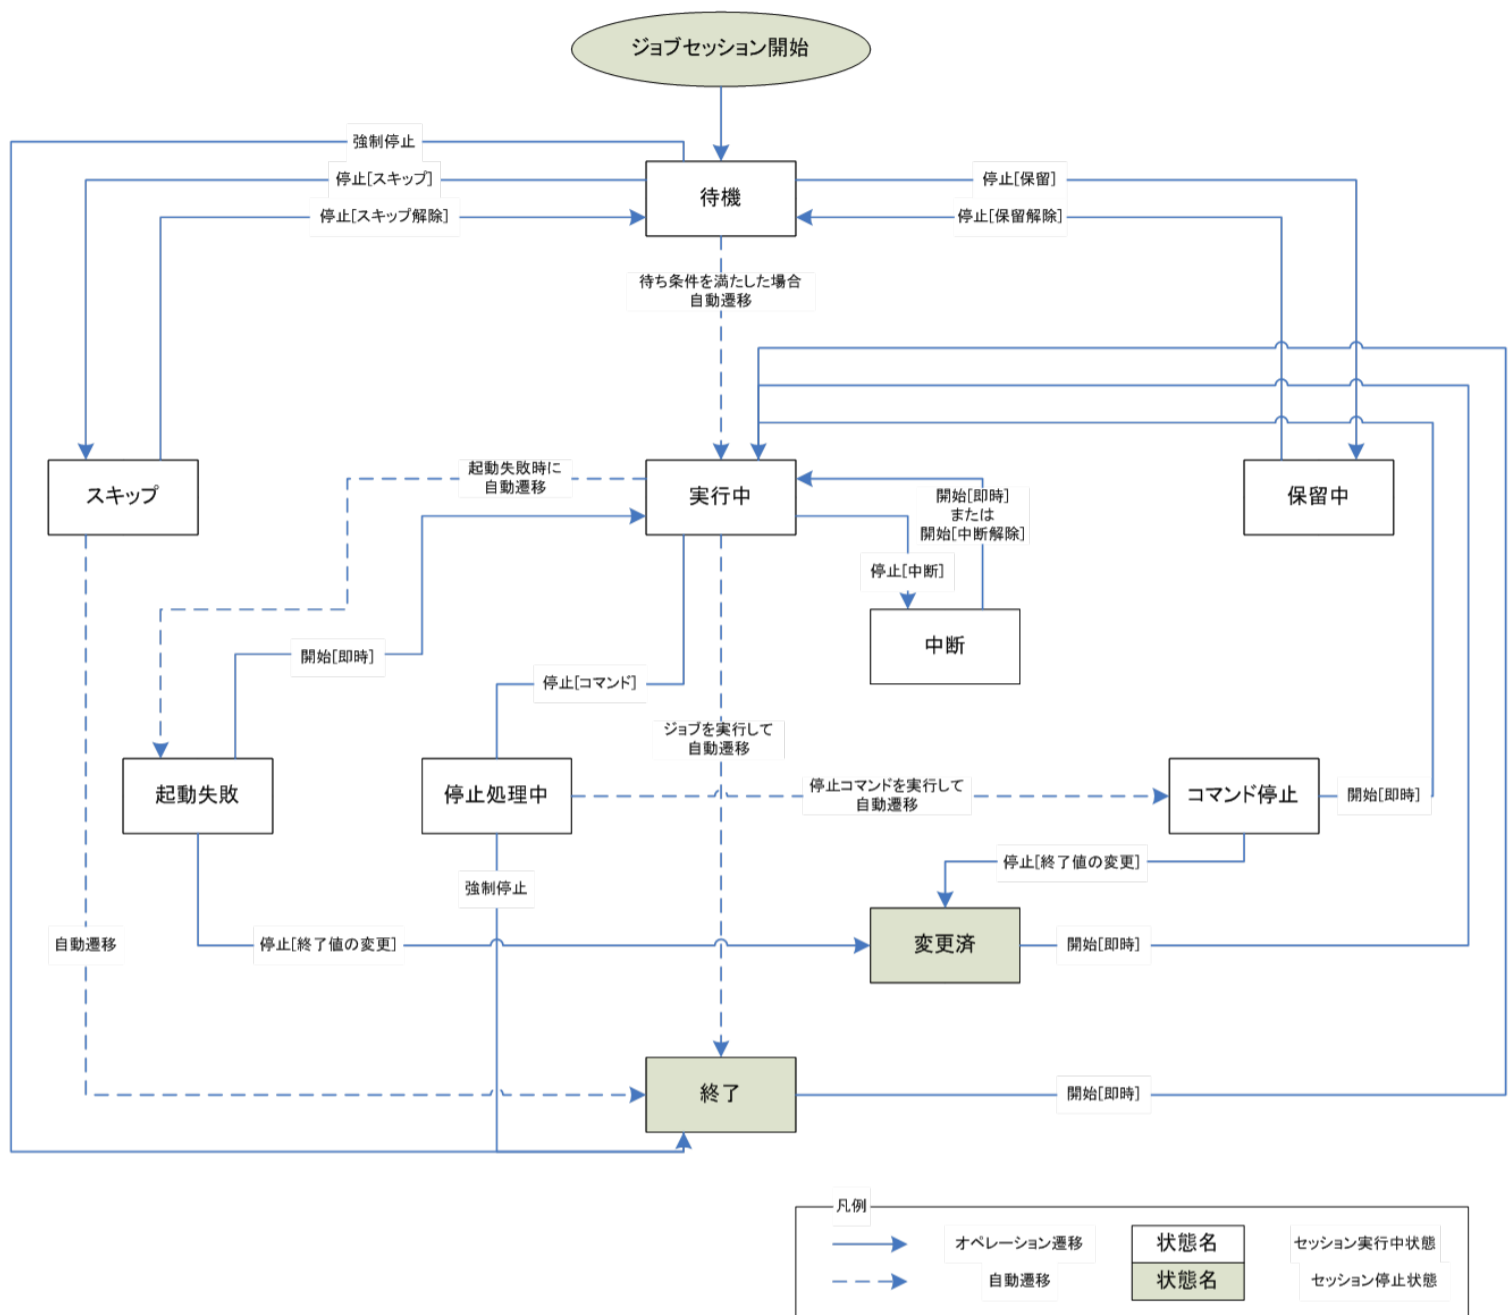 ジョブセッション開始
強制停止
停止[スキップ]
停止[保留]
待機
停止[スキップ解除]
停止[保留解除]
待ち条件を満たした場合
自動遷移
起動失敗時に
自動遷移
スキップ
実行中
開始[即時]
または
開始[中断解除]
保留中
停止[中断]
中断
開始[即時]
停止[コマンド]
ジョブを実行して
自動遷移
起動失敗
停止処理中
停止コマンドを実行して
自動遷移
コマンド停止
開始[即時]
停止[終了値の変更]
強制停止
自動遷移
停止[終了値の変更]
変更済
開始[即時]
終了
開始[即時]
凡例
オペレーション遷移
状態名
セッション実行中状態
自動遷移
状態名
セッション停止状態